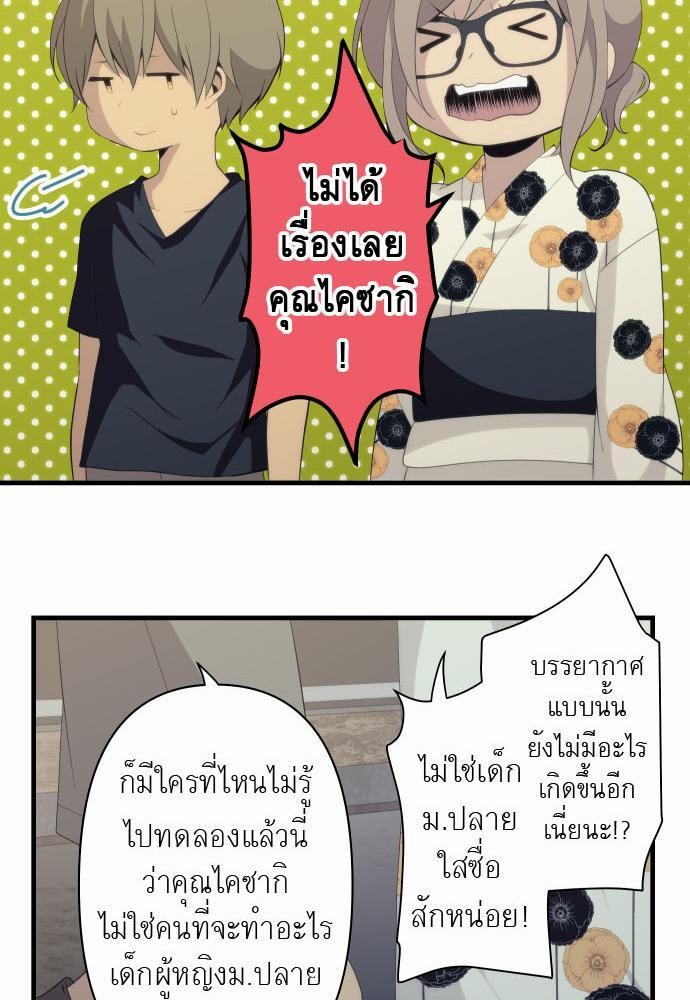 ไม่ได้
เรื่องเลย
คุณไคซากิ
!
บรรยากาศ
แบบนั้น
ยังไม่มีอะไร
เกิดขึ้นอีก
เนี่ยนะ!?
ไม่ใช่เด็ก
ม.ปลาย
ใสซื่อ
สักหน่อย!
ก็มีใครที่ไหนไม่รู้
ไปทดลองแล้วนี่
ว่าคุณไคซากิ
ไม่ใช่คนที่จะทำอะไร
เด็กผู้หญิงม.ปลาย